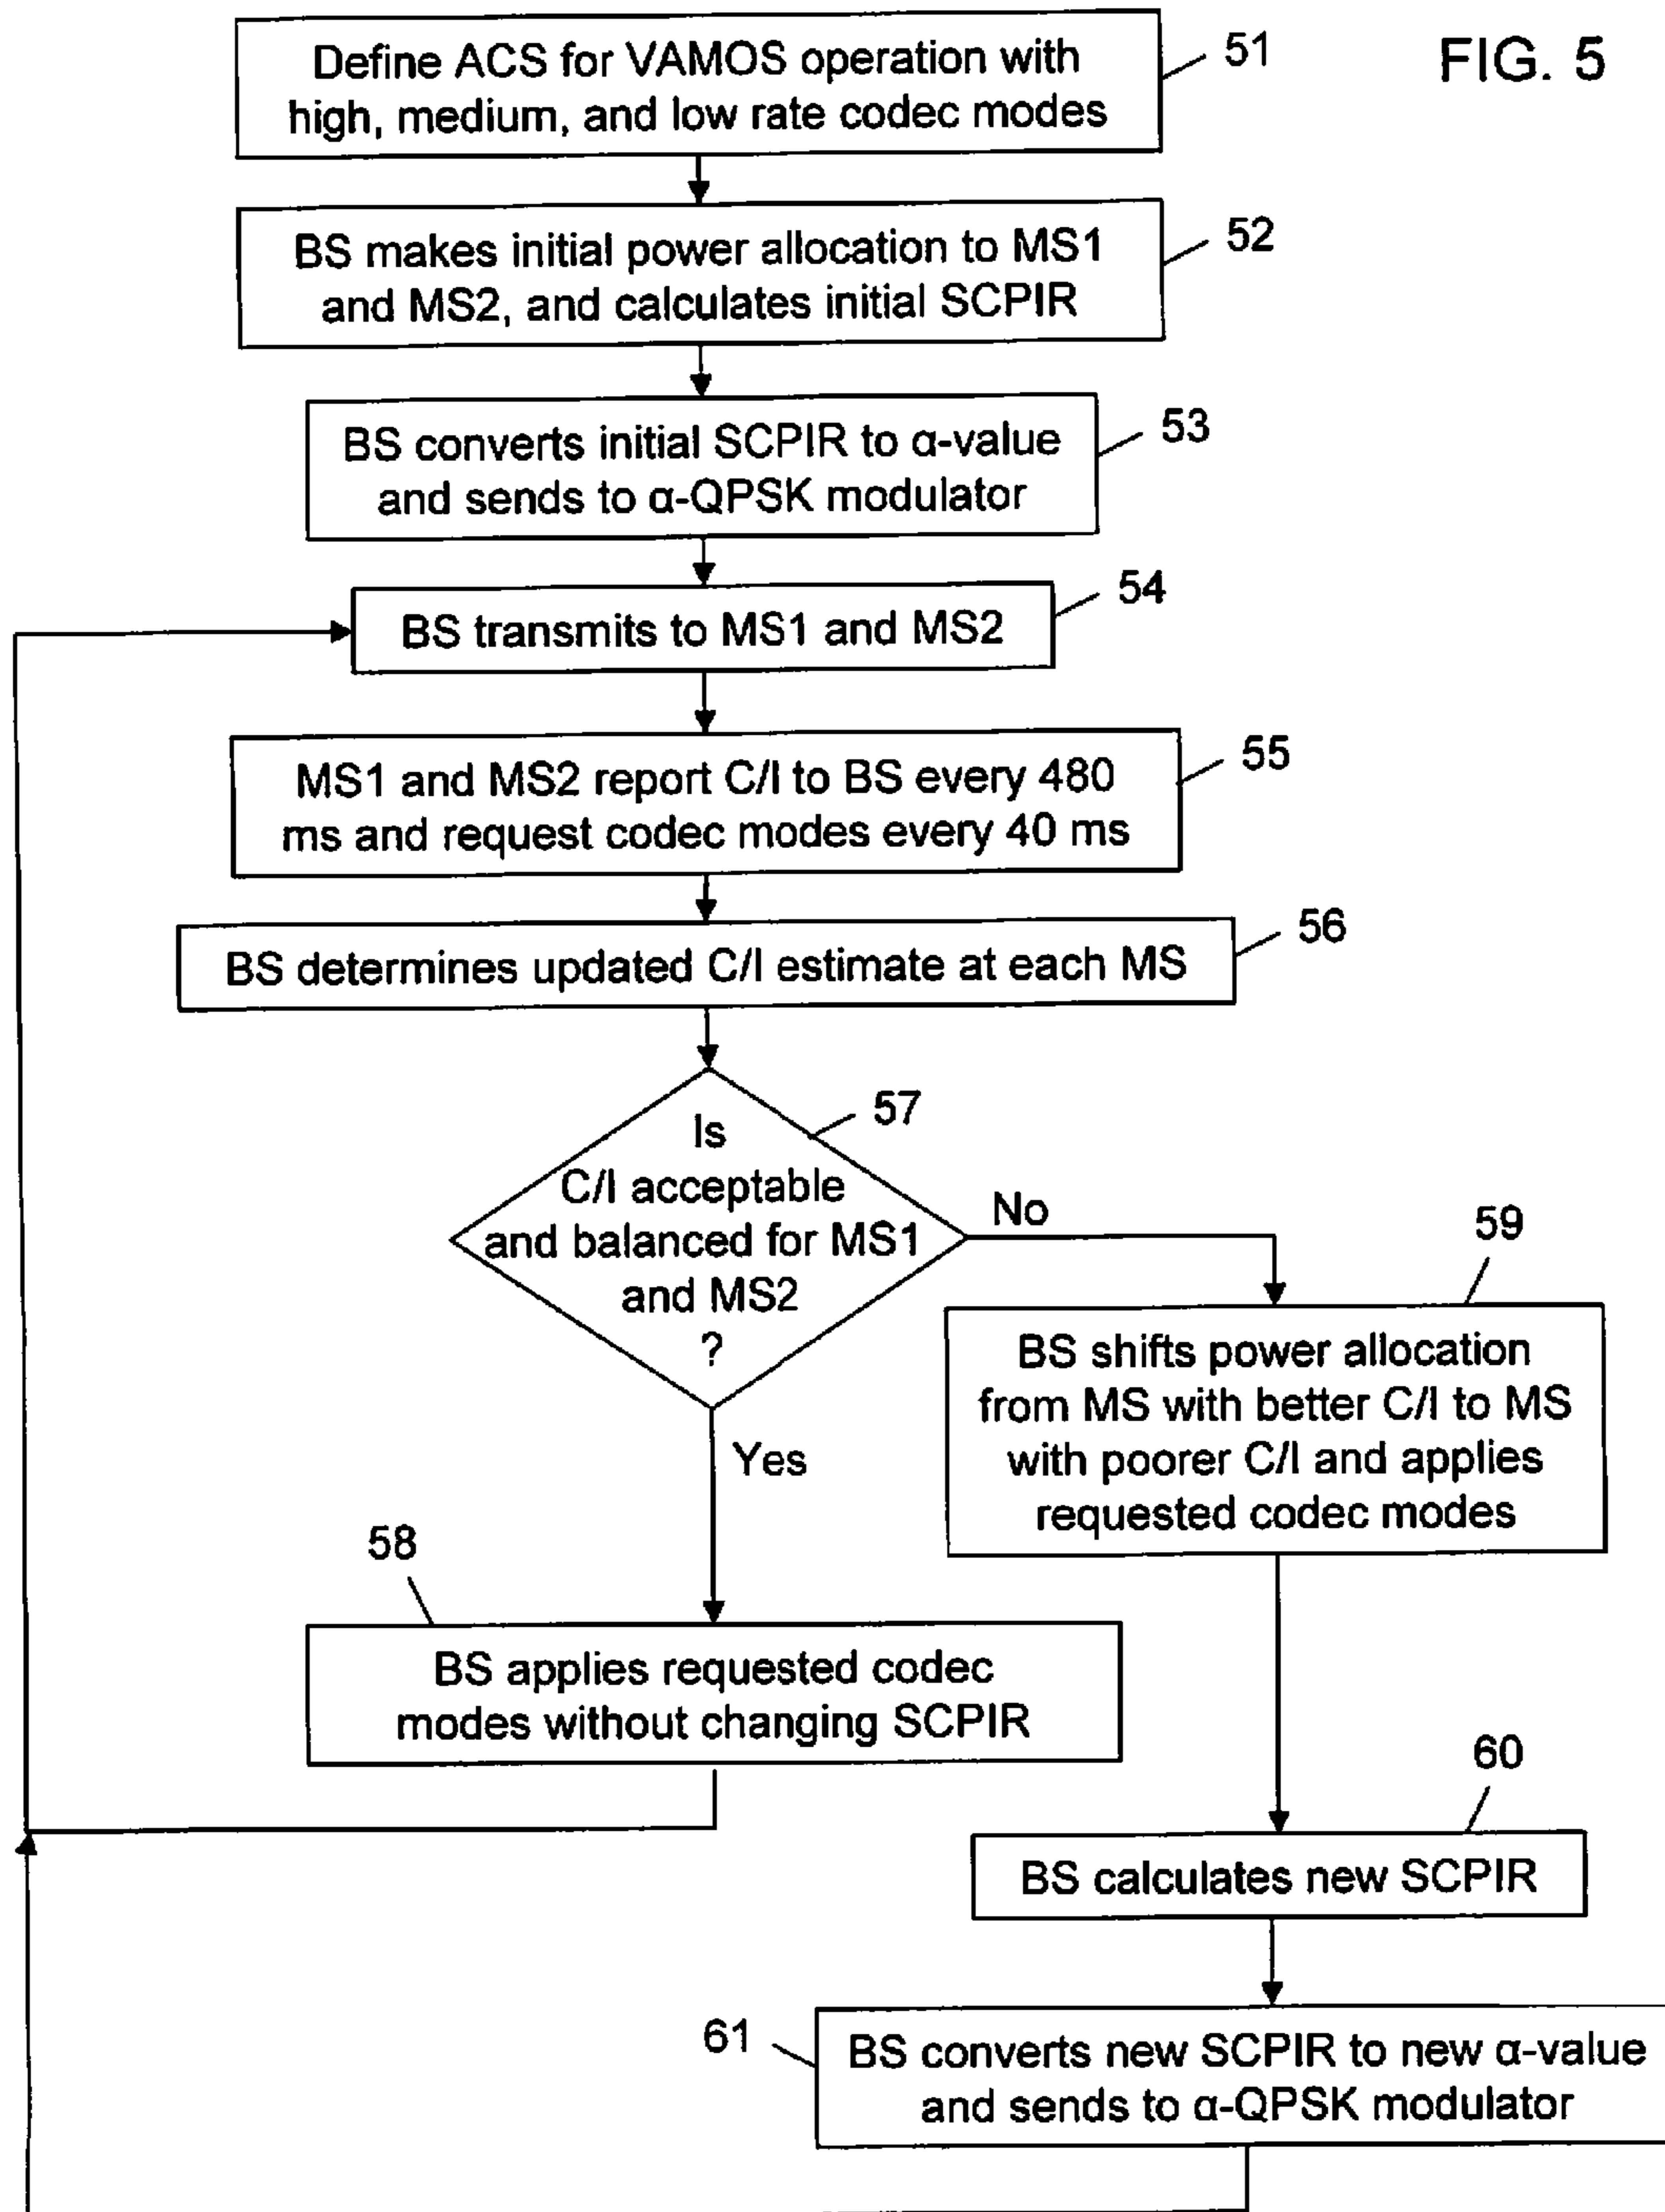 FIG. 5
Define ACS for VAMOS operation with
high, medium, and low rate codec modes
51
BS makes initial power allocation to MS1
and MS2, and calculates initial SCPIR
52
BS converts initial SCPIR to α-value
and sends to α-QPSK modulator
53
BS transmits to MS1 and MS2
54
MS1 and MS2 report C/I to BS every 480
ms and request codec modes every 40 ms
55
BS determines updated C/I estimate at each MS
56
Is
C/I acceptable
and balanced for MS1
and MS2
?
57
No
Yes
59
BS shifts power allocation
from MS with better C/I to MS
with poorer C/I and applies
requested codec modes
58
BS applies requested codec
modes without changing SCPIR
60
BS calculates new SCPIR
61
BS converts new SCPIR to new α-value
and sends to α-QPSK modulator